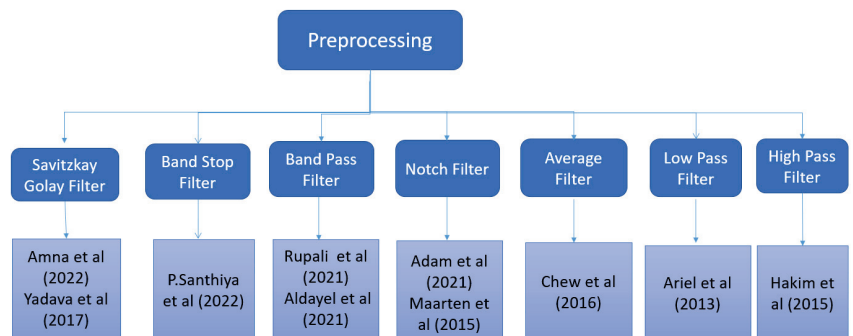 Preprocessing
Savitzkay
Golay Filter
Band Stop
Filter
Band Pass
Filter
Notch Filter
Average
Filter
Low Pass
Filter
High Pass
Filter
Amna et al
(2022)
Yadava et al
(2017)
P.Santhiya
et al (2022)
Rupali et al
(2021)
Aldayel et al
(2021)
Adam et al
(2021)
Maarten et
al (2015)
Chew et al
(2016)
Ariel et al
(2013)
Hakim et
al (2015)